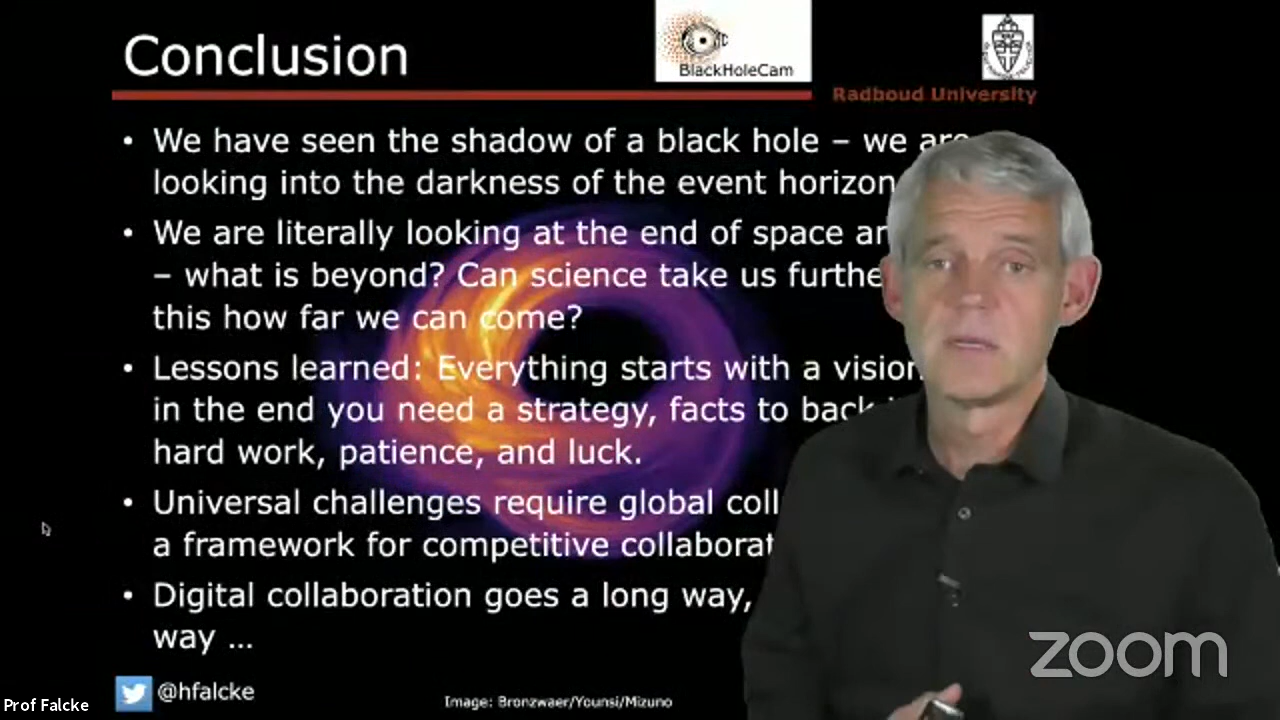 Conclusion
BlackHoleCam
Radboud University
• We have seen the shadow of a black hole – we are
looking into the darkness of the event horizon
• We are literally looking at the end of space
– what is beyond? Can science take us
this how far we can come?
• Lessons learned: Everything starts with a vision
in the end you need a strategy, facts to back
hard work, patience, and luck.
• Universal challenges require global
a framework for competitive
• Digital collaboration goes a long way,
way ...
@hfalcke
Image: Bronzwaer/Younsi/Mizuno
Prof Falcke
zoom